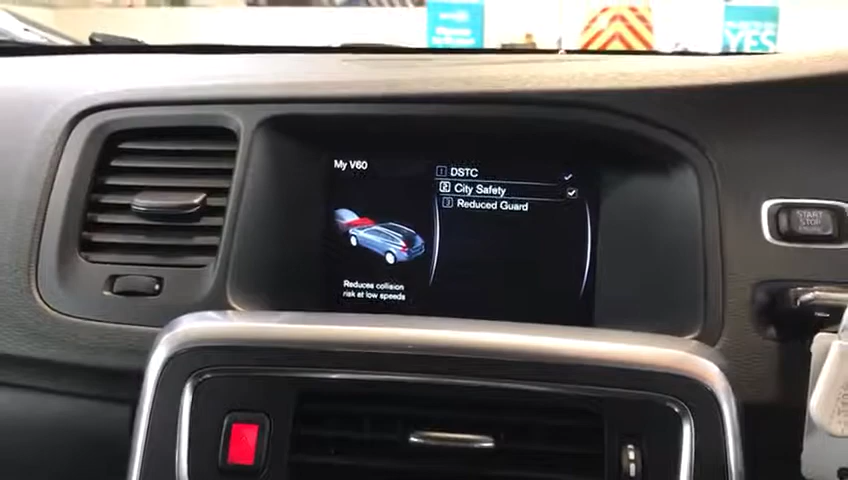 YES
My V60
1 DSTC
2 City Safety
3 Reduced Guard
Reduces collision
risk at low speeds
START
STOP
ENGINE